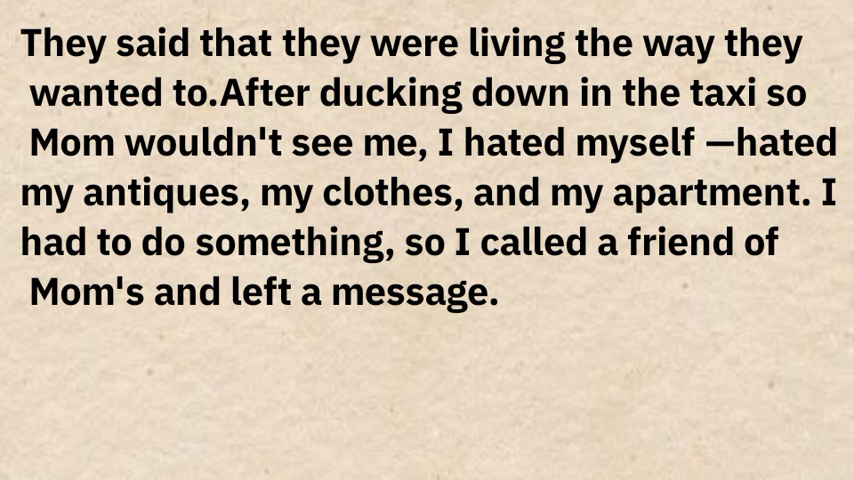 They said that they were living the way they
wanted to.After ducking down in the taxi so
Mom wouldn't see me, I hated myself —hated
my antiques, my clothes, and my apartment. I
had to do something, so I called a friend of
Mom's and left a message.